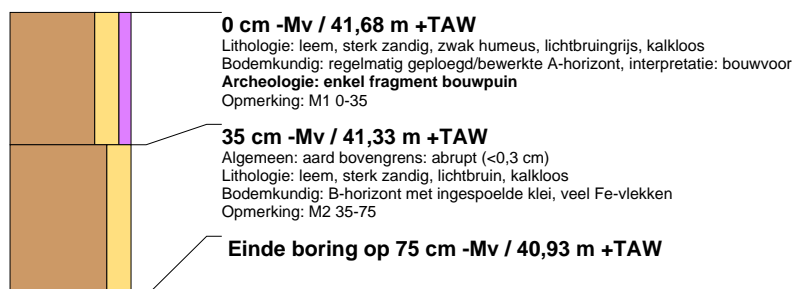 0 cm -Mv / 41,68 m +TAW
Lithologie: leem, sterk zandig, zwak humeus, lichtbruingrijs, kalkloos
Bodemkundig: regelmatig geploegd/bewerkte A-horizont, interpretatie: bouwvoor
Archeologie: enkel fragment bouwpuin
Opmerking: M1 0-35
35 cm -Mv / 41,33 m +TAW
Algemeen: aard bovengrens: abrupt (<0,3 cm)
Lithologie: leem, sterk zandig, lichtbruin, kalkloos
Bodemkundig: B-horizont met ingespoelde klei, veel Fe-vlekken
Opmerking: M2 35-75
Einde boring op 75 cm -Mv / 40,93 m +TAW